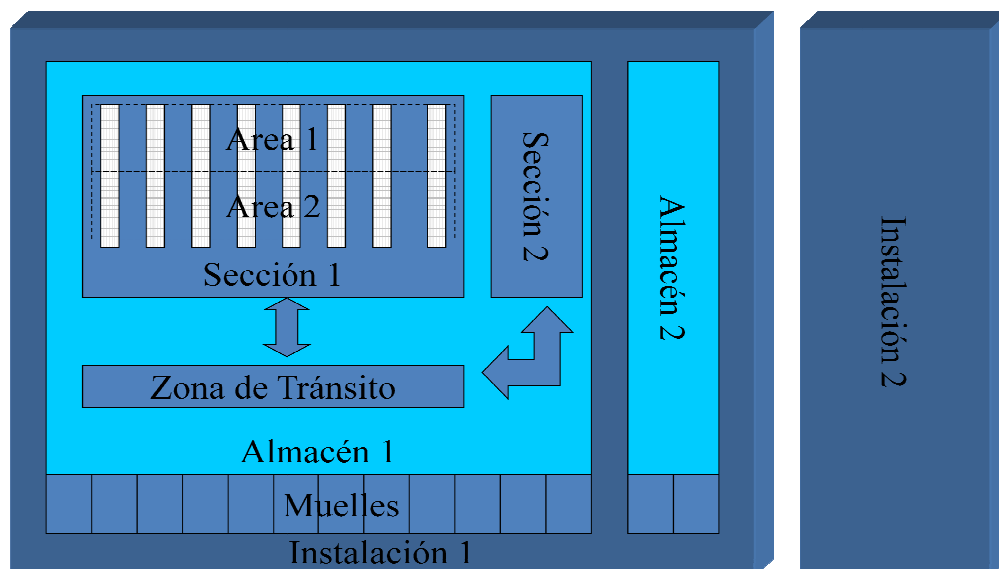 Area 1
Area 2
Sección 1
Sección 2
Zona de Tránsito
Almacén 1
Muelles
Instalación 1
Almacén 2
Instalación 2